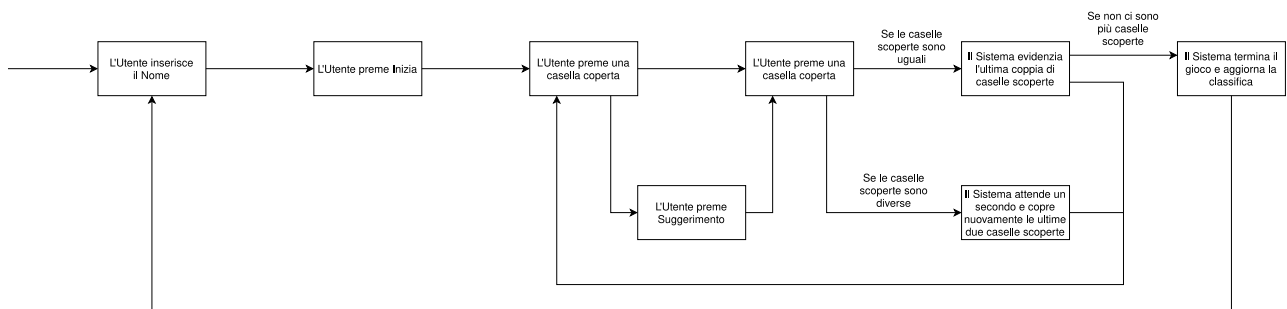 L'Utente inserisce
il Nome
L'Utente preme Inizia
L'Utente preme una
casella coperta
L'Utente preme una
casella coperta
Se le caselle
scoperte sono
uguali
Il Sistema evidenzia
l'ultima coppia di
caselle scoperte
Se non ci sono
più caselle
scoperte
Il Sistema termina il
gioco e aggiorna la
classifica
L'Utente preme
Suggerimento
Se le caselle
scoperte sono
diverse
Il Sistema attende un
secondo e copre
nuovamente le ultime
due caselle scoperte